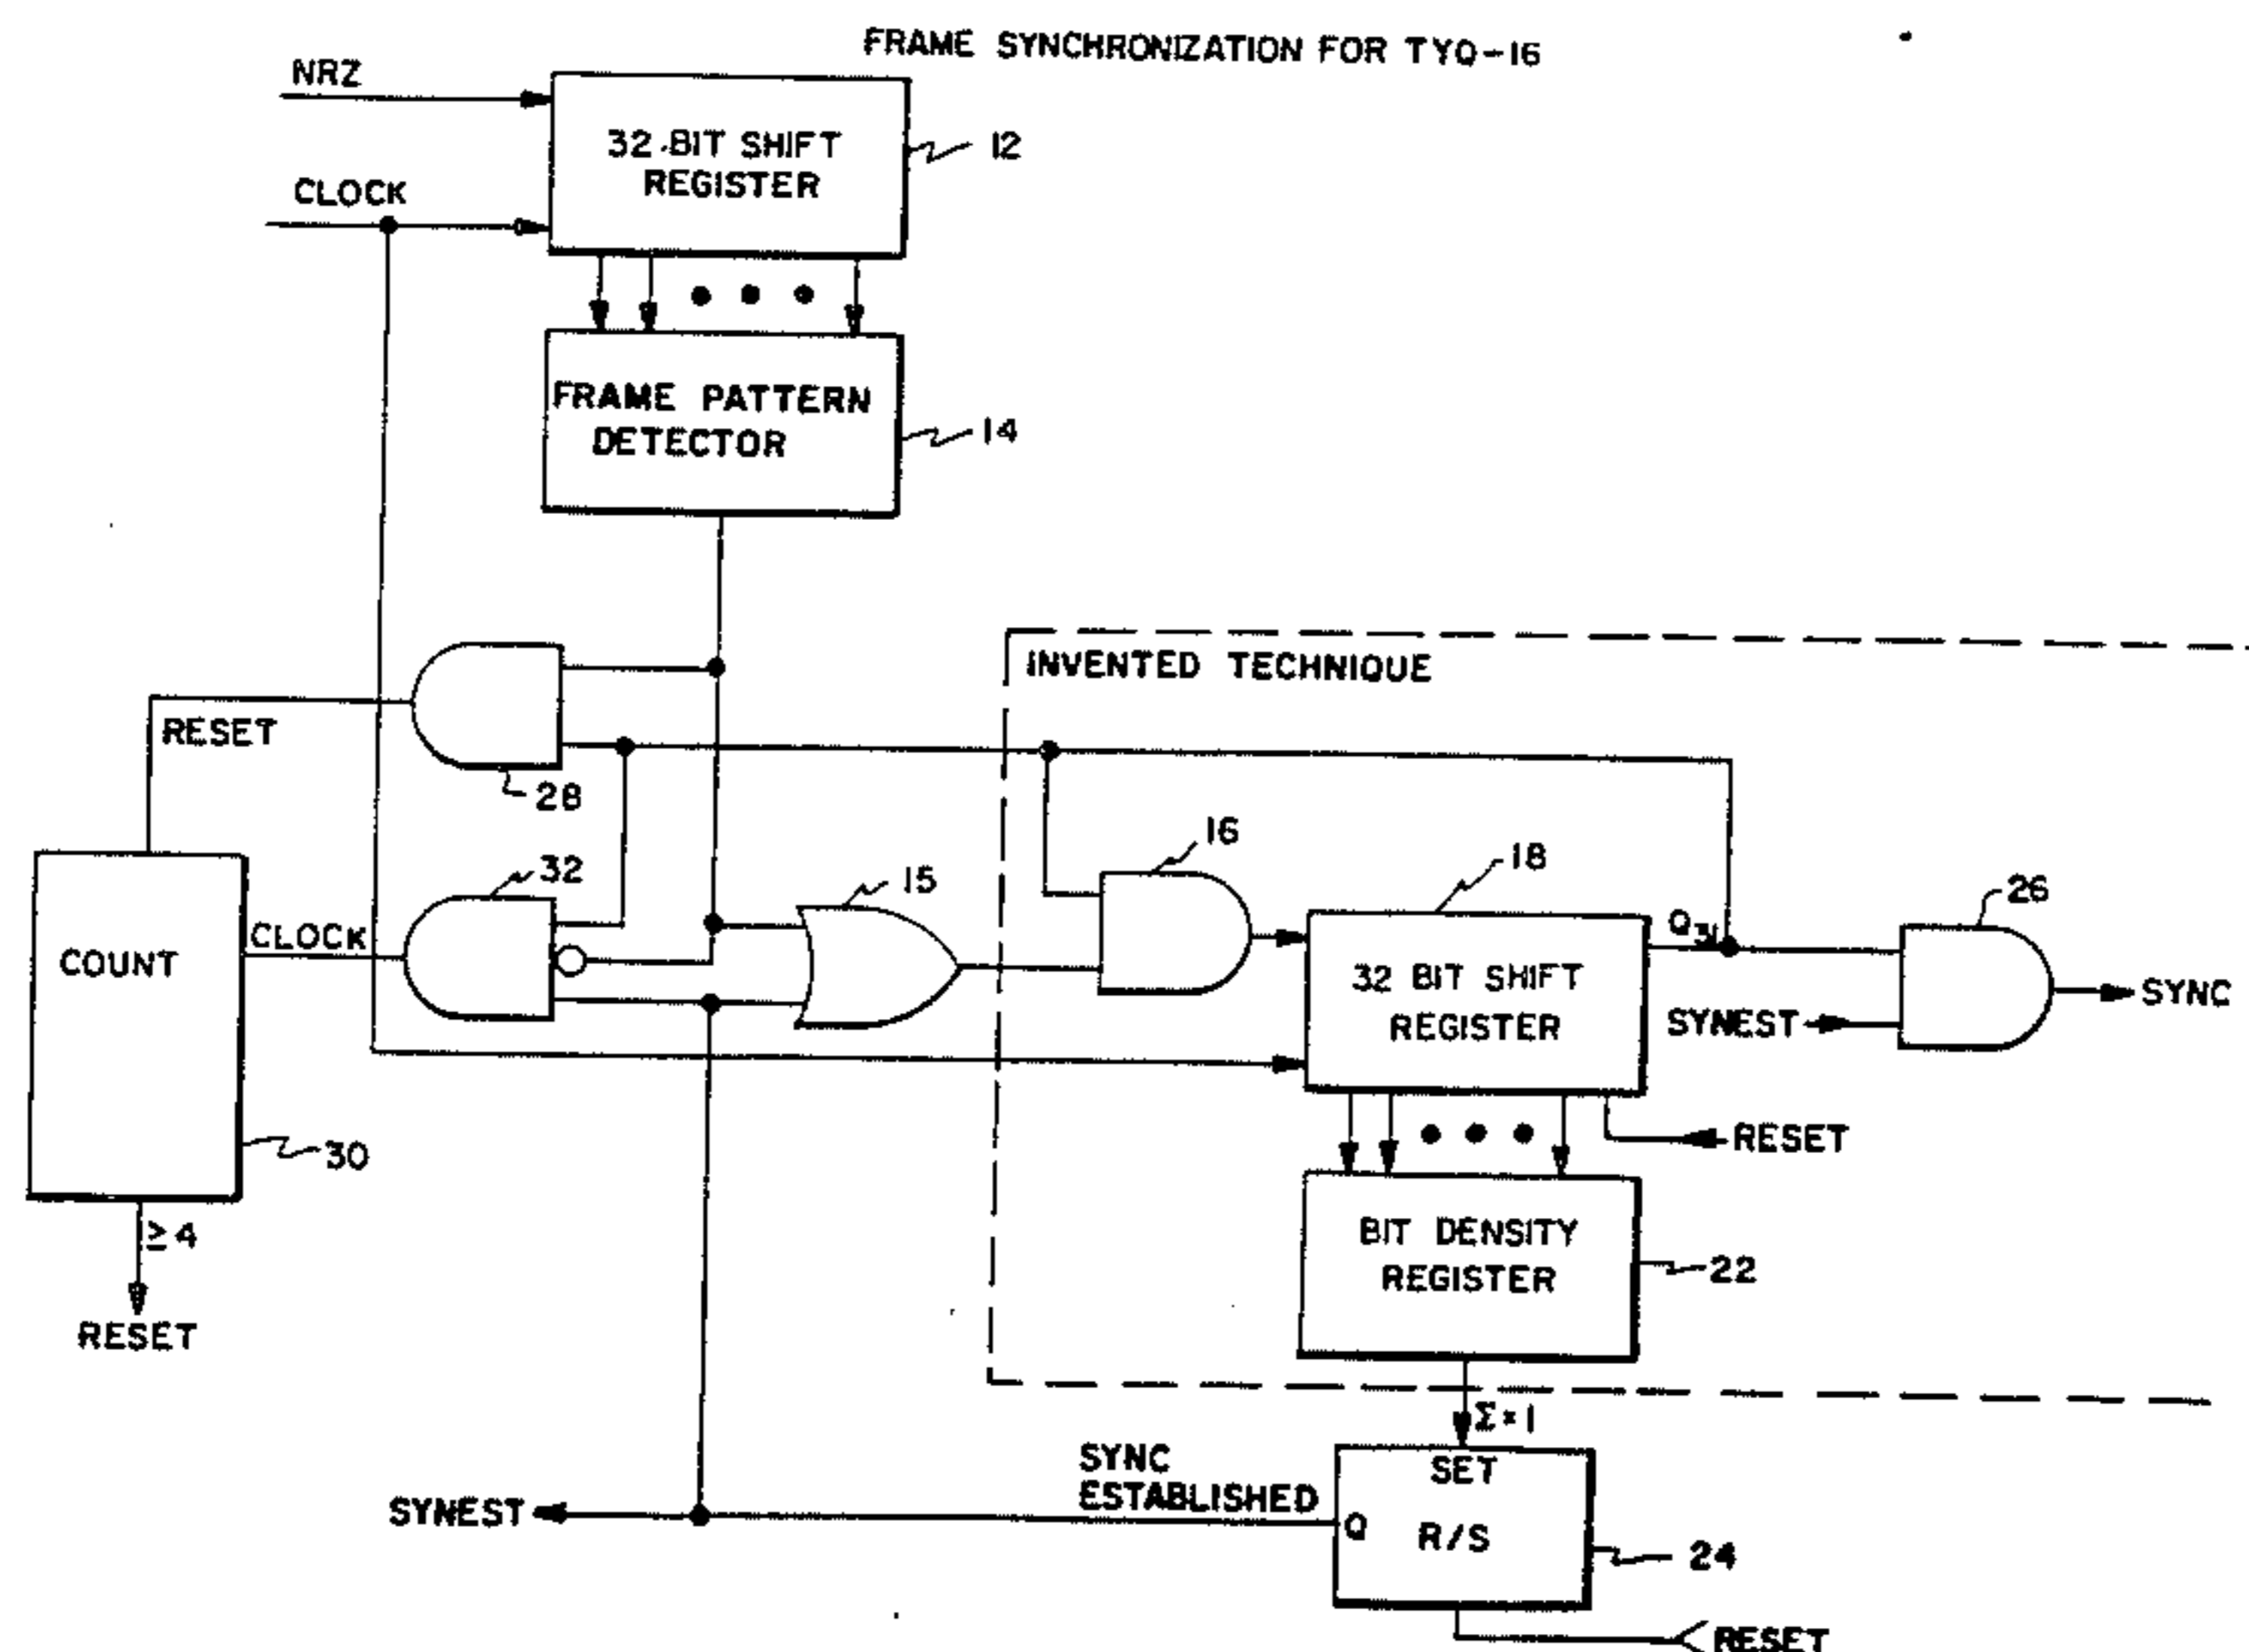 FRAME SYNCHRONIZATION FOR TYQ-16
NRZ
32 BIT SHIFT
REGISTER
12
CLOCK
FRAME PATTERN
DETECTOR
14
INVENTED TECHNIQUE
RESET
28
16
32
15
18
26
COUNT
CLOCK
Q31
32 BIT SHIFT
REGISTER
SYNEST
SYNC
30
RESET
≥4
RESET
BIT DENSITY
REGISTER
22
Σ=1
SYNC
ESTABLISHED
SYNEST
SET
Q
R/S
24
RESET